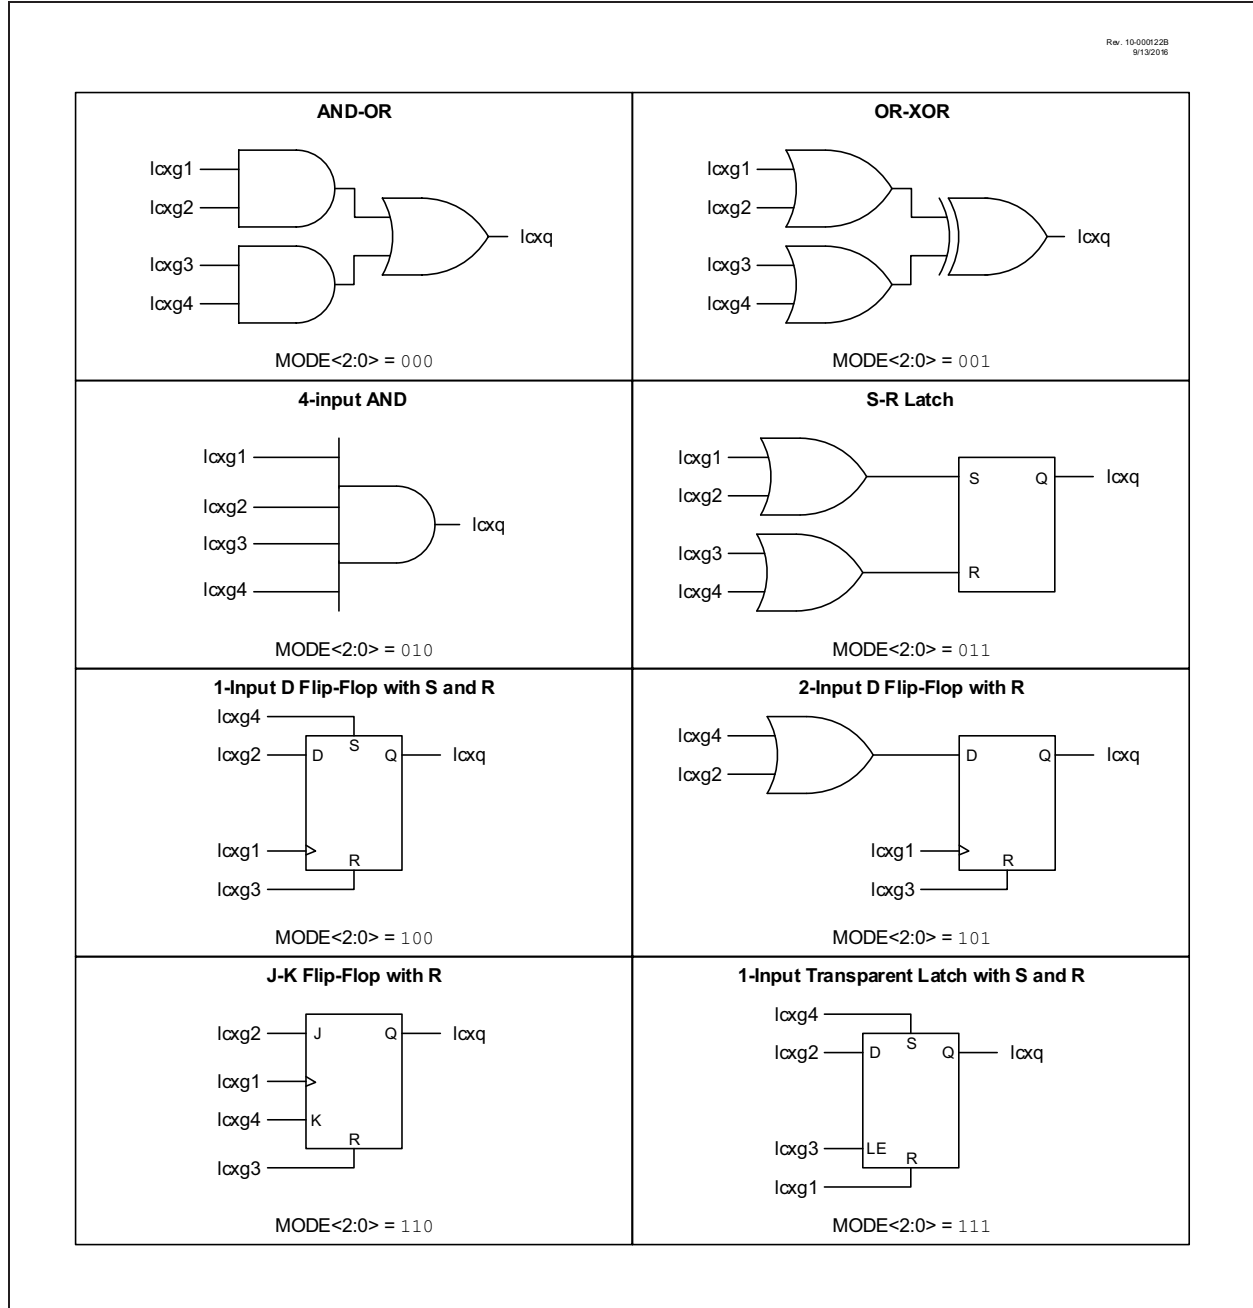 Rev. 10-000122B
9/13/2016
AND-OR
lcxg1
lcxg2
lcxg3
lcxg4
lcxq
MODE<2:0> = 000
OR-XOR
lcxg1
lcxg2
lcxg3
lcxg4
lcxq
MODE<2:0> = 001
4-input AND
lcxg1
lcxg2
lcxg3
lcxg4
lcxq
MODE<2:0> = 010
S-R Latch
lcxg1
lcxg2
lcxg3
lcxg4
S
Q
lcxq
R
MODE<2:0> = 011
1-Input D Flip-Flop with S and R
lcxg4
S
lcxg2
D
Q
lcxq
lcxg1
R
lcxg3
MODE<2:0> = 100
2-Input D Flip-Flop with R
lcxg4
lcxg2
D
Q
lcxq
lcxg1
R
lcxg3
MODE<2:0> = 101
J-K Flip-Flop with R
lcxg2
J
Q
lcxq
lcxg1
lcxg4
K
R
lcxg3
MODE<2:0> = 110
1-Input Transparent Latch with S and R
lcxg4
S
lcxg2
D
Q
lcxq
lcxg3
LE
R
lcxg1
MODE<2:0> = 111